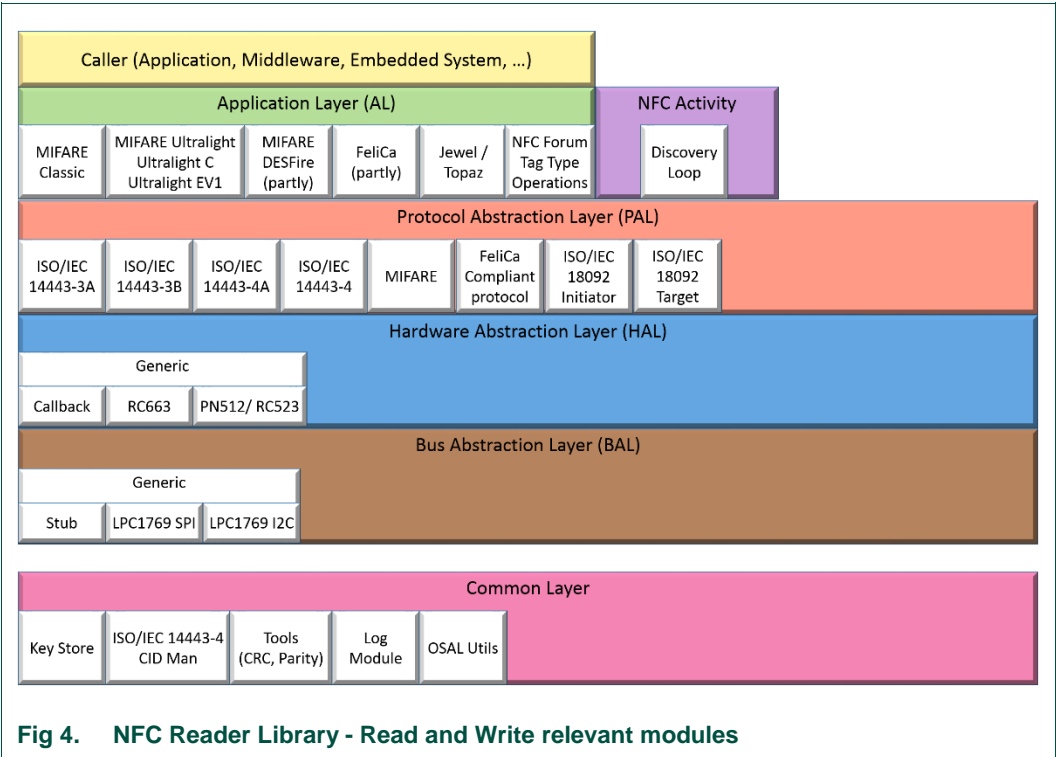 Caller (Application, Middleware, Embedded System, ...)
Application Layer (AL)
NFC Activity
MIFARE
Classic
MIFARE Ultralight
Ultralight C
Ultralight EV1
MIFARE
DESFire
(partly)
FeliCa
(partly)
Jewel /
Topaz
NFC Forum
Tag Type
Operations
Discovery
Loop
Protocol Abstraction Layer (PAL)
ISO/IEC
14443-3A
ISO/IEC
14443-3B
ISO/IEC
14443-4A
ISO/IEC
14443-4
MIFARE
FeliCa
Compliant
protocol
ISO/IEC
18092
Initiator
ISO/IEC
18092
Target
Hardware Abstraction Layer (HAL)
Generic
Callback
RC663
PN512/ RC523
Bus Abstraction Layer (BAL)
Generic
Stub
LPC1769 SPI
LPC1769 I2C
Common Layer
Key Store
ISO/IEC 14443-4
CID Man
Tools
(CRC, Parity)
Log
Module
OSAL Utils
Fig 4. NFC Reader Library - Read and Write relevant modules